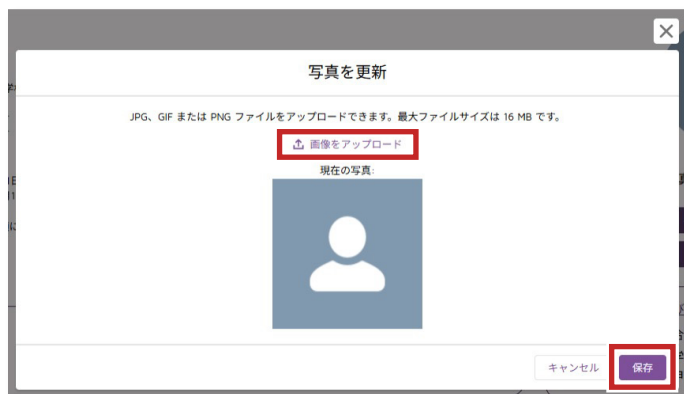 写真を更新
JPG、GIF または PNG ファイルをアップロードできます。最大ファイルサイズは 16 MB です。
画像をアップロード
現在の写真:
キャンセル
保存